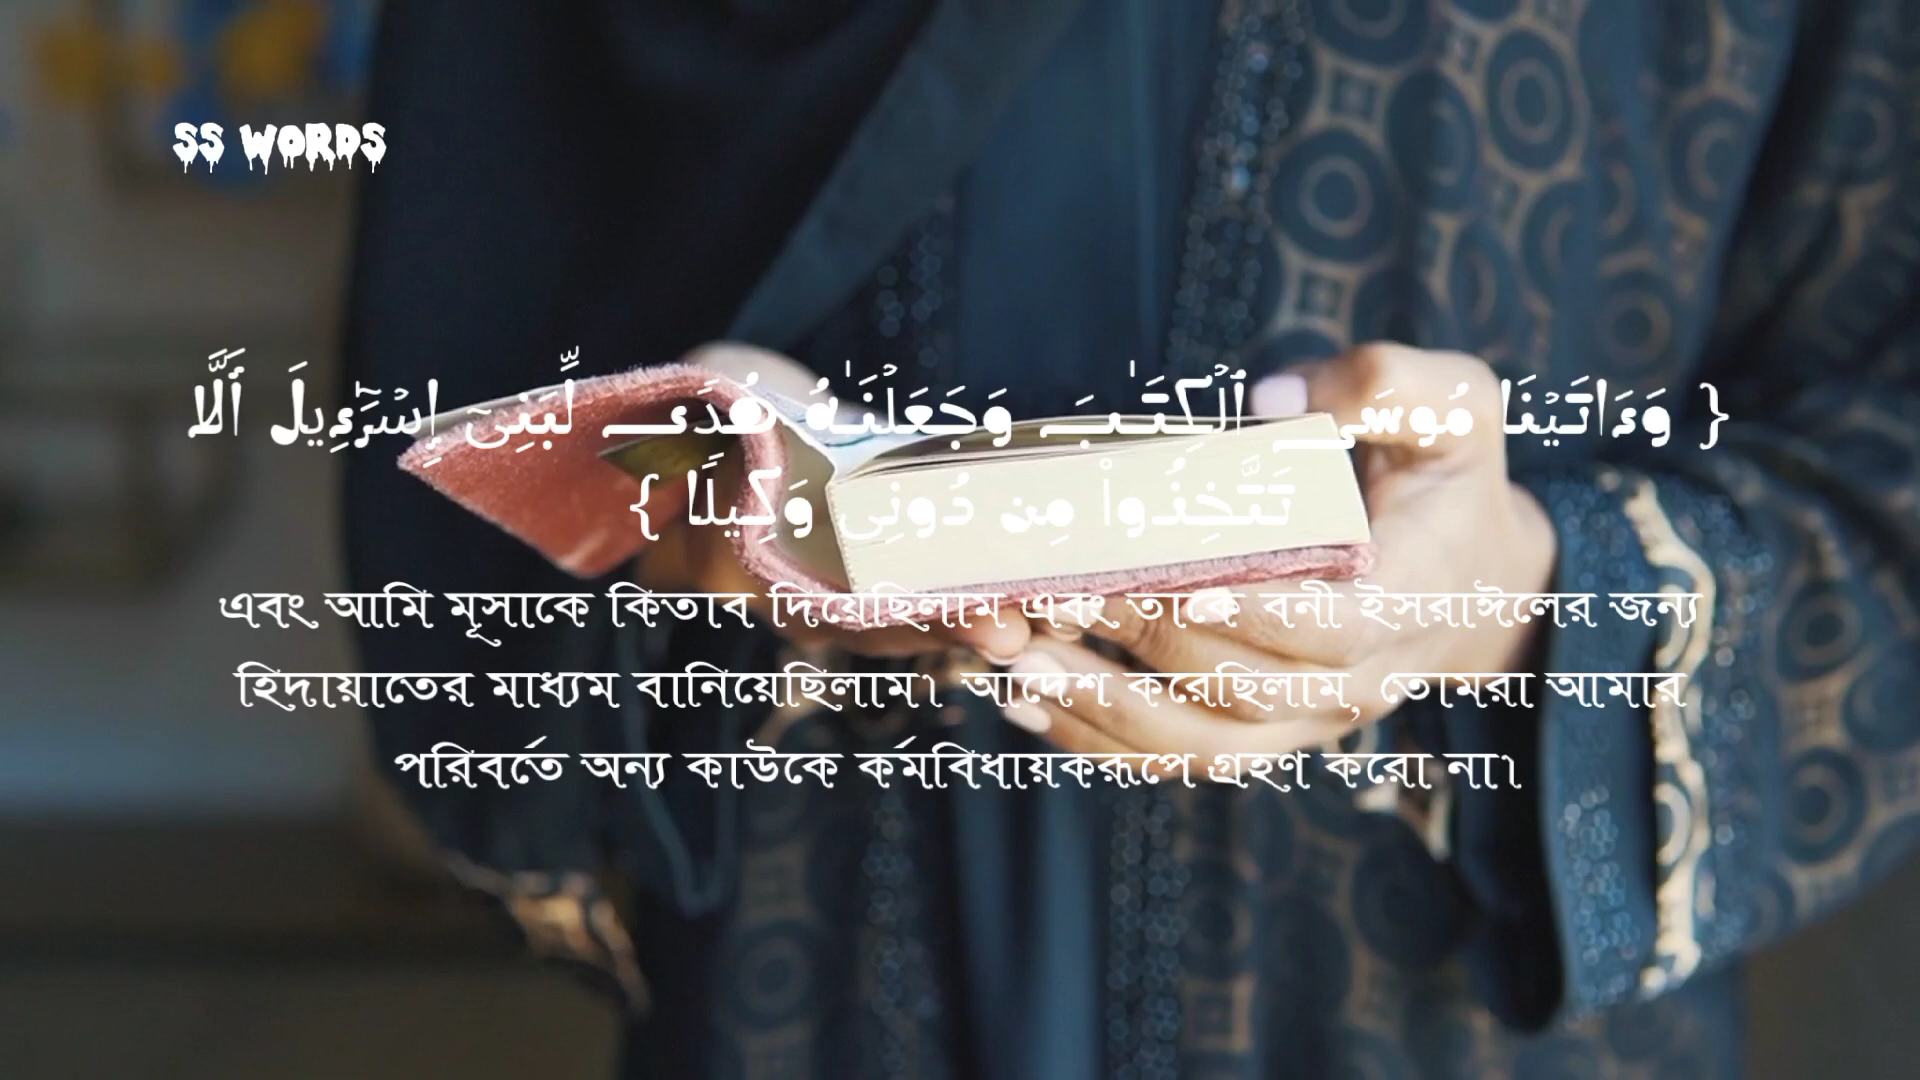 SS WORDS
{ وَءَاتَيْنَا مُوسَى ٱلْكِتَـٰبَ وَجَعَلْنَـٰهُ هُدًى لِّبَنِىٓ إِسْرَٰٓءِيلَ أَلَّا
تَتَّخِذُوا۟ مِن دُونِى وَكِيلًا }
এবং আমি মূসাকে কিতাব দিয়েছিলাম এবং তাকে বনী ইসরাঈলের জন্য
হিদায়াতের মাধ্যম বানিয়েছিলাম। আদেশ করেছিলাম, তোমরা আমার
পরিবর্তে অন্য কাউকে কর্মবিধায়করূপে গ্রহণ করো না।